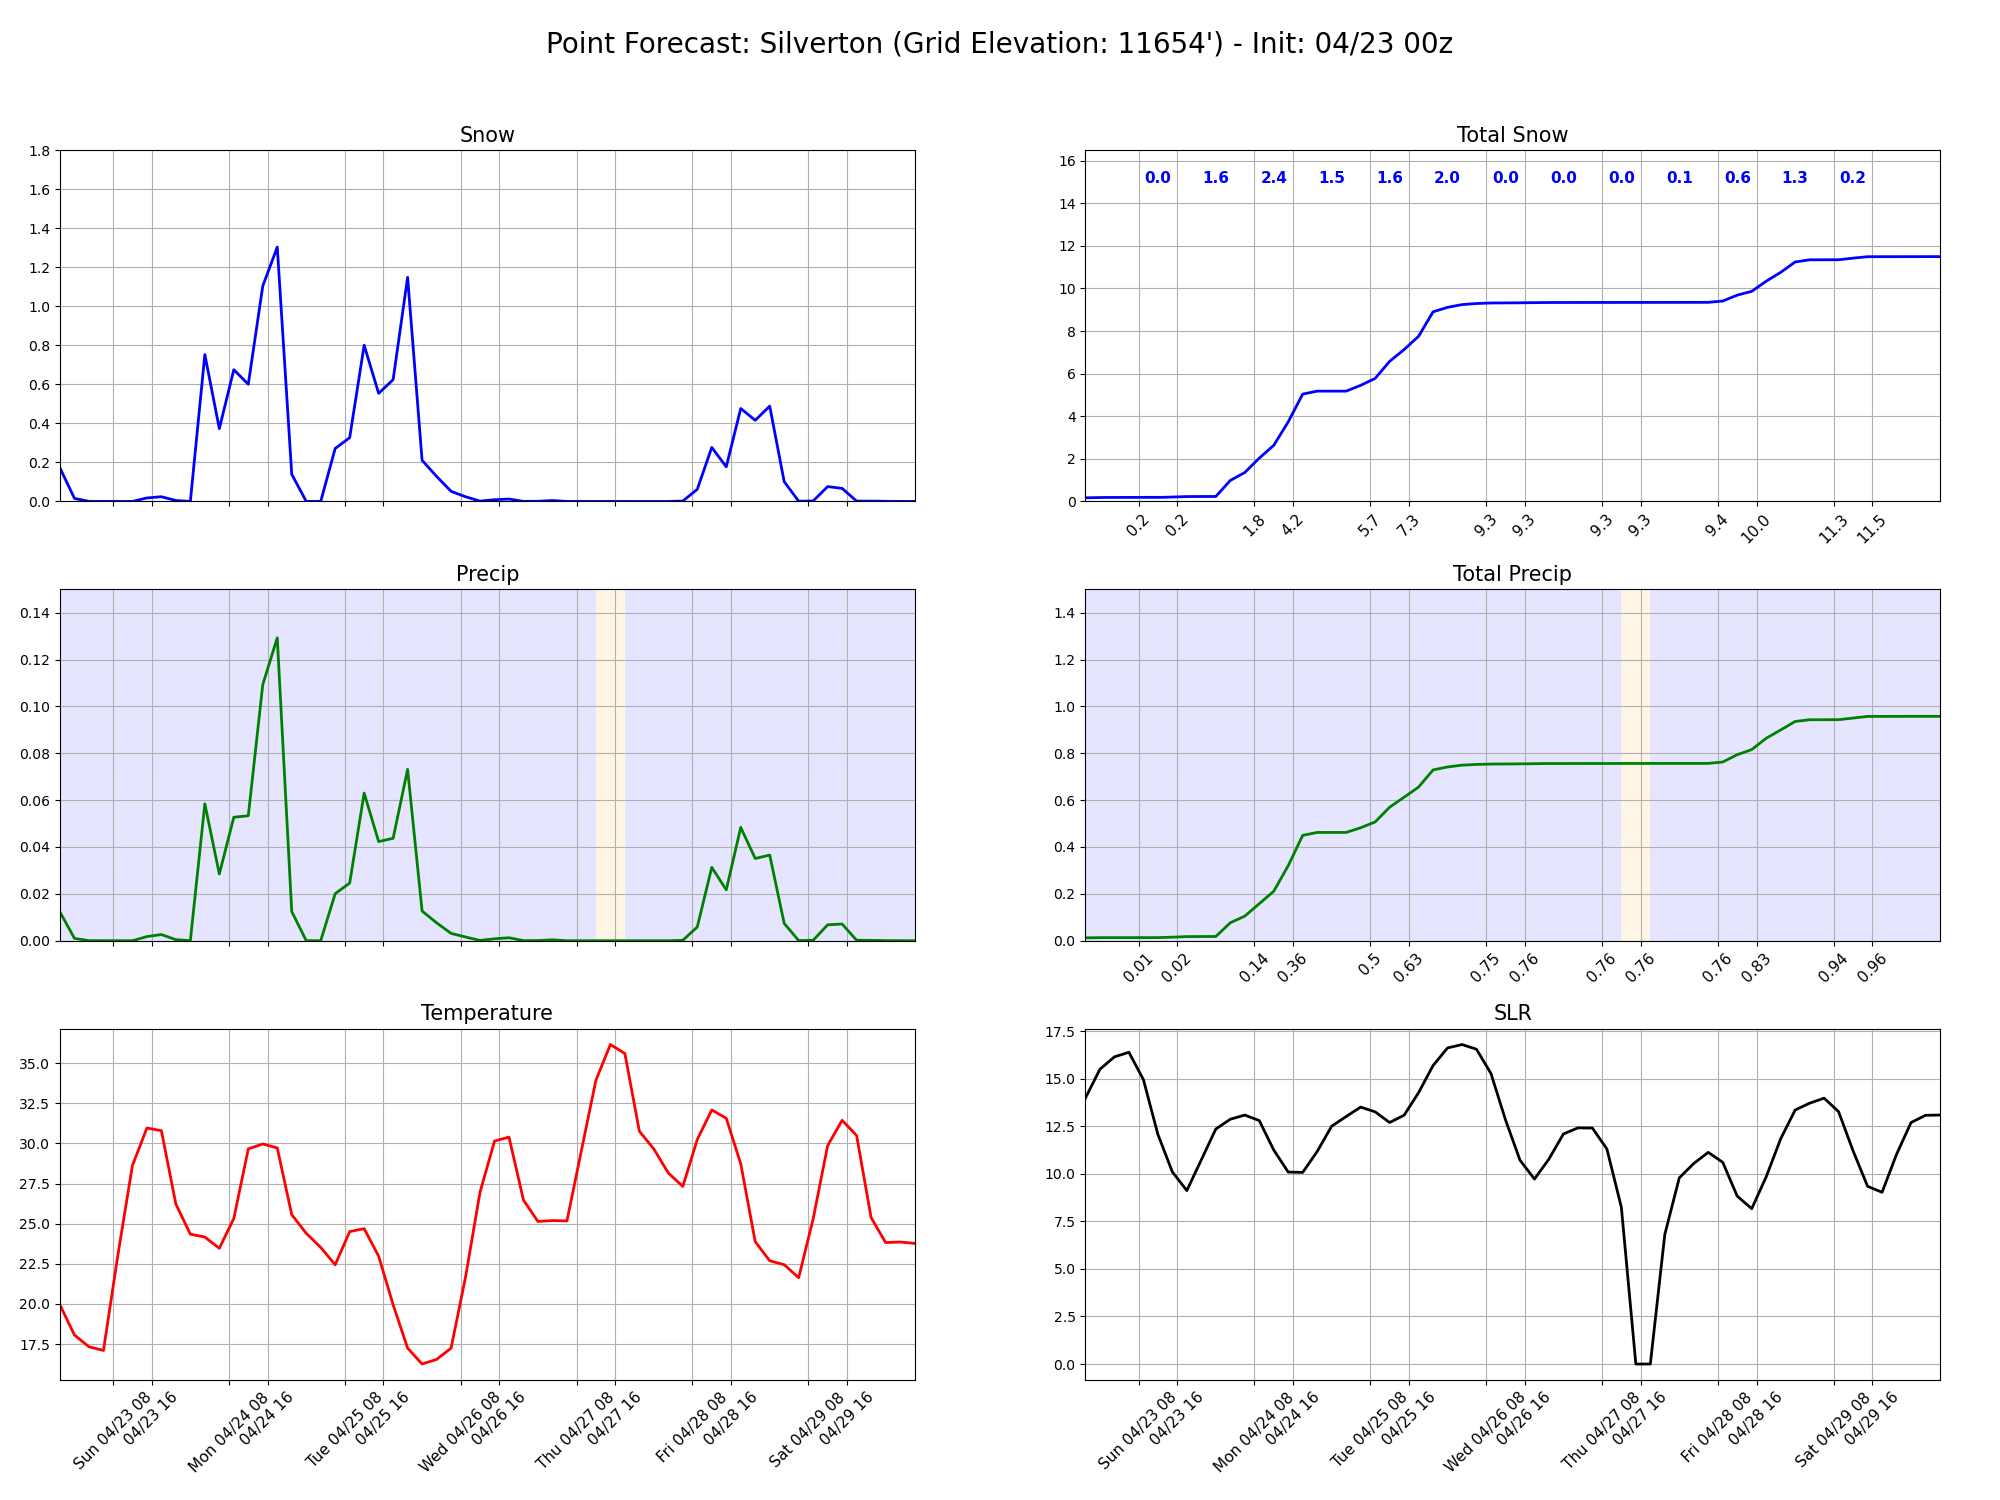 Point Forecast: Silverton (Grid Elevation: 11654') - Init: 04/23 00z
Snow
1.8
1.6
1.4
1.2
1.0
0.8
0.6
0.4
0.2
0.0
Total Snow
16
14
12
10
8
6
4
2
0
0.0 1.6 2.4 1.5 1.6 2.0 0.0 0.0 0.0 0.1 0.6 1.3 0.2
0.2 0.2 1.8 4.2 5.7 7.3 9.3 9.3 9.3 9.3 9.4 10.0 11.3 11.5
Precip
0.14
0.12
0.10
0.08
0.06
0.04
0.02
0.00
Total Precip
1.4
1.2
1.0
0.8
0.6
0.4
0.2
0.0
0.01 0.02 0.14 0.36 0.5 0.63 0.75 0.76 0.76 0.76 0.76 0.83 0.94 0.96
Temperature
35.0
32.5
30.0
27.5
25.0
22.5
20.0
17.5
Sun 04/23 08
04/23 16
Mon 04/24 08
04/24 16
Tue 04/25 08
04/25 16
Wed 04/26 08
04/26 16
Thu 04/27 08
04/27 16
Fri 04/28 08
04/28 16
Sat 04/29 08
04/29 16
SLR
17.5
15.0
12.5
10.0
7.5
5.0
2.5
0.0
Sun 04/23 08
04/23 16
Mon 04/24 08
04/24 16
Tue 04/25 08
04/25 16
Wed 04/26 08
04/26 16
Thu 04/27 08
04/27 16
Fri 04/28 08
04/28 16
Sat 04/29 08
04/29 16